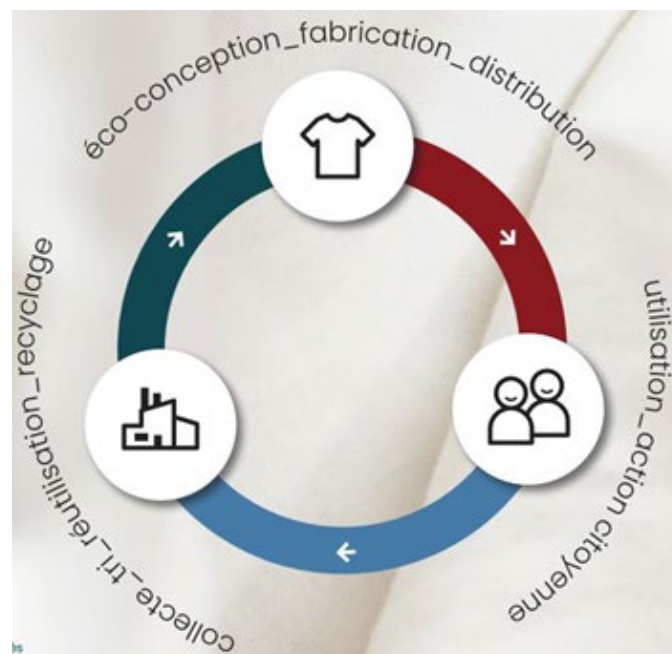 éco-conception_fabrication_distribution
utilisation_action citoyenne
collecte_tri_réutilisation_recyclage